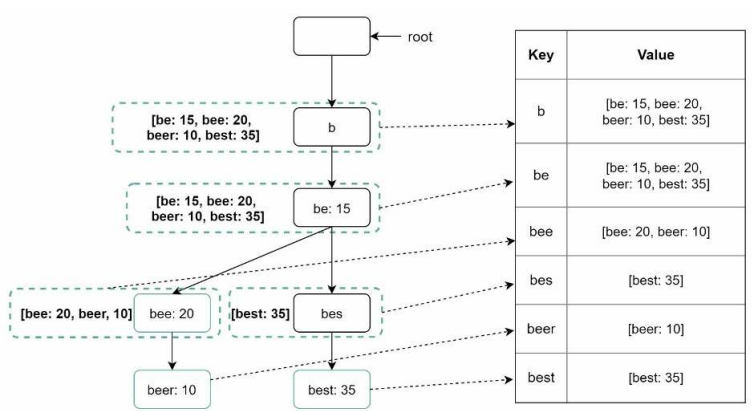 root
[be: 15, bee: 20,
beer: 10, best: 35]
b
[be: 15, bee: 20,
beer: 10, best: 35]
be: 15
[bee: 20, beer, 10]
bee: 20
[best: 35]
bes
beer: 10
best: 35
Key
Value
b
[be: 15, bee: 20,
beer: 10, best: 35]
be
[be: 15, bee: 20,
beer: 10, best: 35]
bee
[bee: 20, beer: 10]
bes
[best: 35]
beer
[beer: 10]
best
[best: 35]